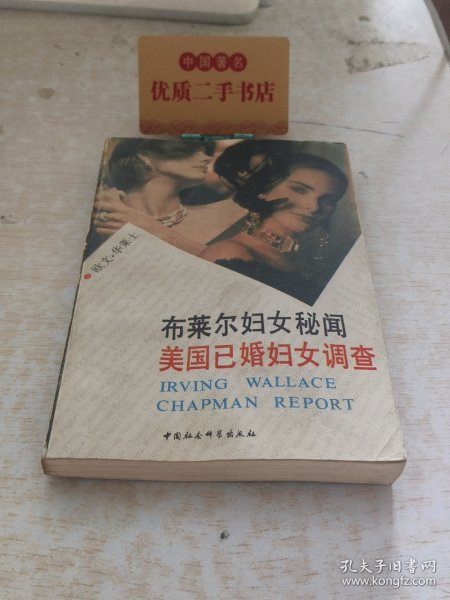 中国著名
优质二手书店
欧文·华莱士
布莱尔妇女秘闻
美国已婚妇女调查
IRVING WALLACE
CHAPMAN REPORT
中国社会科学出版社
孔夫子旧书网
www.kongfz.com